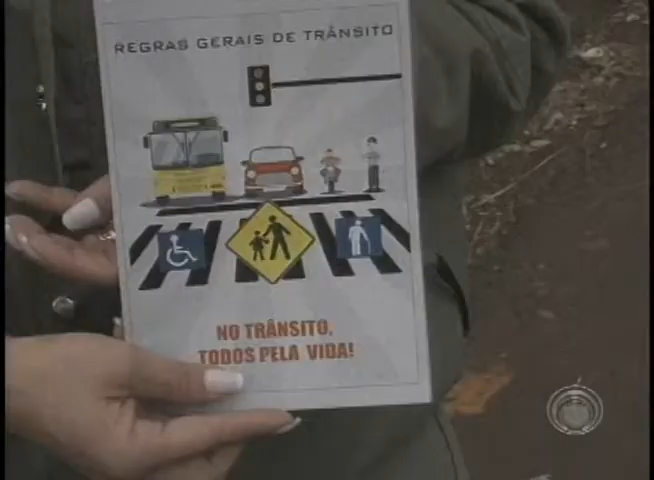 REGRAS GERAIS DE TRÂNSITO
NO TRÂNSITO,
TODOS PELA VIDA!